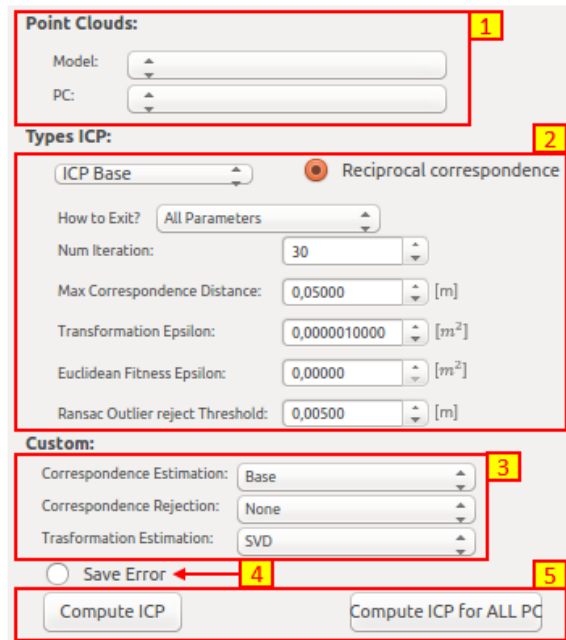 Point Clouds:
1
Model:
PC:
Types ICP:
2
ICP Base
Reciprocal correspondence
How to Exit? All Parameters
Num Iteration: 30
Max Correspondence Distance: 0,05000 [m]
Transformation Epsilon: 0,0000010000 [m²]
Euclidean Fitness Epsilon: 0,00000 [m²]
Ransac Outlier reject Threshold: 0,00500 [m]
Custom:
3
Correspondence Estimation: Base
Correspondence Rejection: None
Trasformation Estimation: SVD
Save Error 4
5
Compute ICP Compute ICP for ALL PC